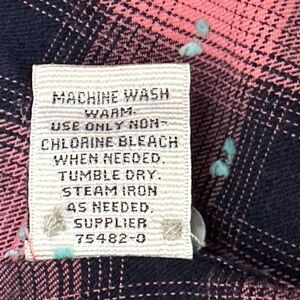 MACHINE WASH
WARM.
USE ONLY NON-
CHLORINE BLEACH
WHEN NEEDED.
TUMBLE DRY.
STEAM IRON
AS NEEDED.
SUPPLIER
75482-0